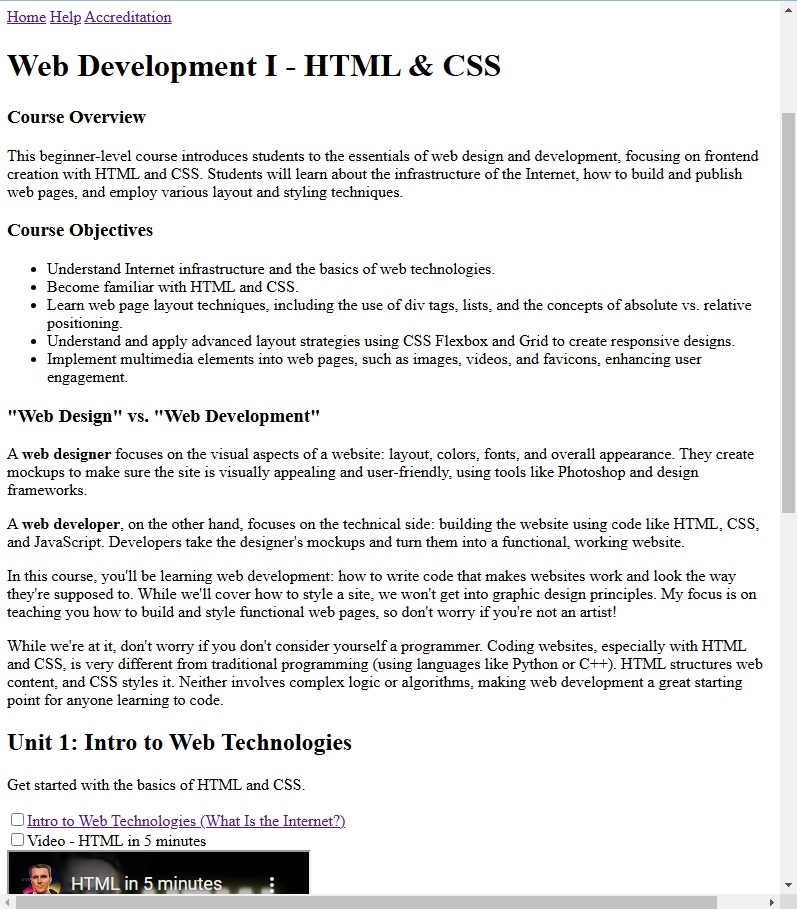 Home Help Accreditation
Web Development I - HTML & CSS
Course Overview
This beginner-level course introduces students to the essentials of web design and development, focusing on frontend
creation with HTML and CSS. Students will learn about the infrastructure of the Internet, how to build and publish
web pages, and employ various layout and styling techniques.
Course Objectives
Understand Internet infrastructure and the basics of web technologies.
Become familiar with HTML and CSS.
Learn web page layout techniques, including the use of div tags, lists, and the concepts of absolute vs. relative
positioning.
Understand and apply advanced layout strategies using CSS Flexbox and Grid to create responsive designs.
Implement multimedia elements into web pages, such as images, videos, and favicons, enhancing user
engagement.
"Web Design" vs. "Web Development"
A web designer focuses on the visual aspects of a website: layout, colors, fonts, and overall appearance. They create
mockups to make sure the site is visually appealing and user-friendly, using tools like Photoshop and design
frameworks.
A web developer, on the other hand, focuses on the technical side: building the website using code like HTML, CSS,
and JavaScript. Developers take the designer's mockups and turn them into a functional, working website.
In this course, you'll be learning web development: how to write code that makes websites work and look the way
they're supposed to. While we'll cover how to style a site, we won't get into graphic design principles. My focus is on
teaching you how to build and style functional web pages, so don't worry if you're not an artist!
While we're at it, don't worry if you don't consider yourself a programmer. Coding websites, especially with HTML
and CSS, is very different from traditional programming (using languages like Python or C++). HTML structures web
content, and CSS styles it. Neither involves complex logic or algorithms, making web development a great starting
point for anyone learning to code.
Unit 1: Intro to Web Technologies
Get started with the basics of HTML and CSS.
Intro to Web Technologies (What Is the Internet?)
Video - HTML in 5 minutes
HTML in 5 minutes